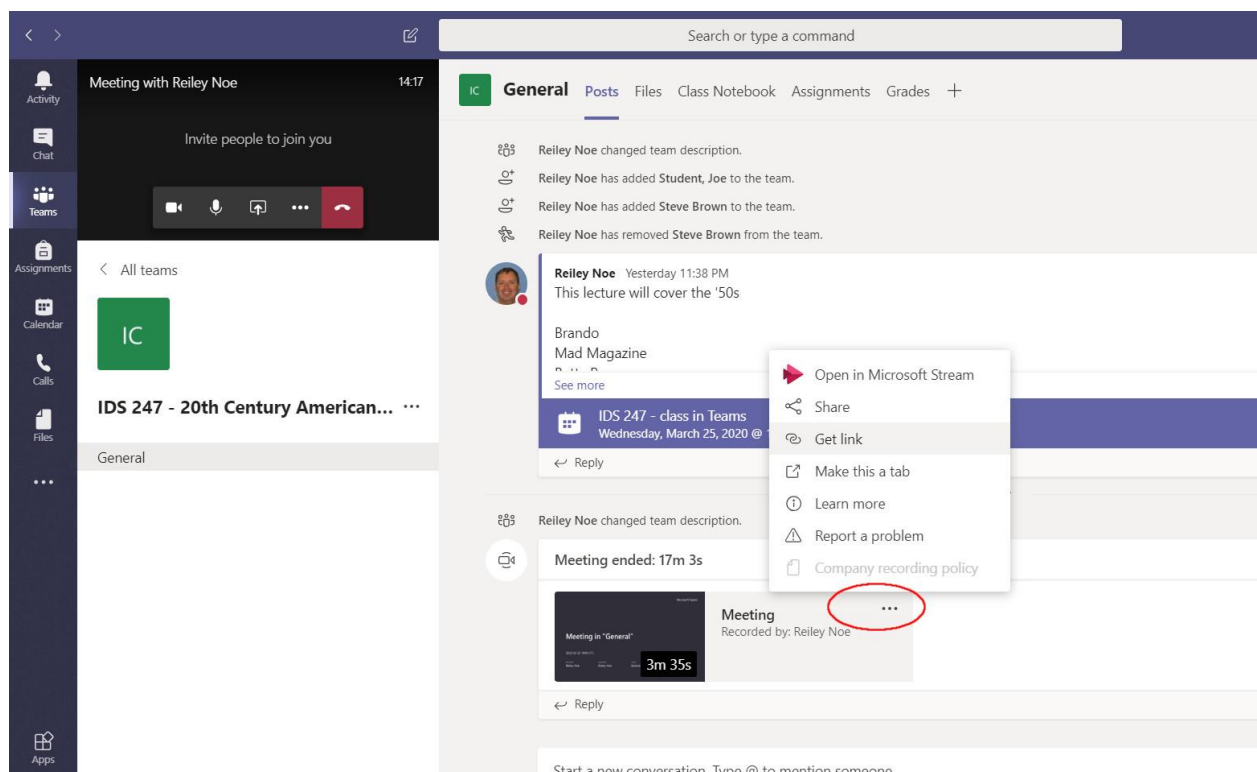 Search or type a command
Activity
Chat
Teams
Assignments
Calendar
Calls
Files
Apps
Meeting with Reiley Noe 14:17
Invite people to join you
All teams
IC
IDS 247 - 20th Century American... ...
General
IC General Posts Files Class Notebook Assignments Grades +
Reiley Noe changed team description.
Reiley Noe has added Student, Joe to the team.
Reiley Noe has added Steve Brown to the team.
Reiley Noe has removed Steve Brown from the team.
Reiley Noe Yesterday 11:38 PM
This lecture will cover the '50s
Brando
Mad Magazine
See more
IDS 247 - class in Teams
Wednesday, March 25, 2020 @
Reply
Open in Microsoft Stream
Share
Get link
Make this a tab
Learn more
Report a problem
Company recording policy
Reiley Noe changed team description.
Meeting ended: 17m 3s
Meeting in "General"
3m 35s
Meeting
Recorded by: Reiley Noe
Reply
Start a new conversation. Type @ to mention someone.